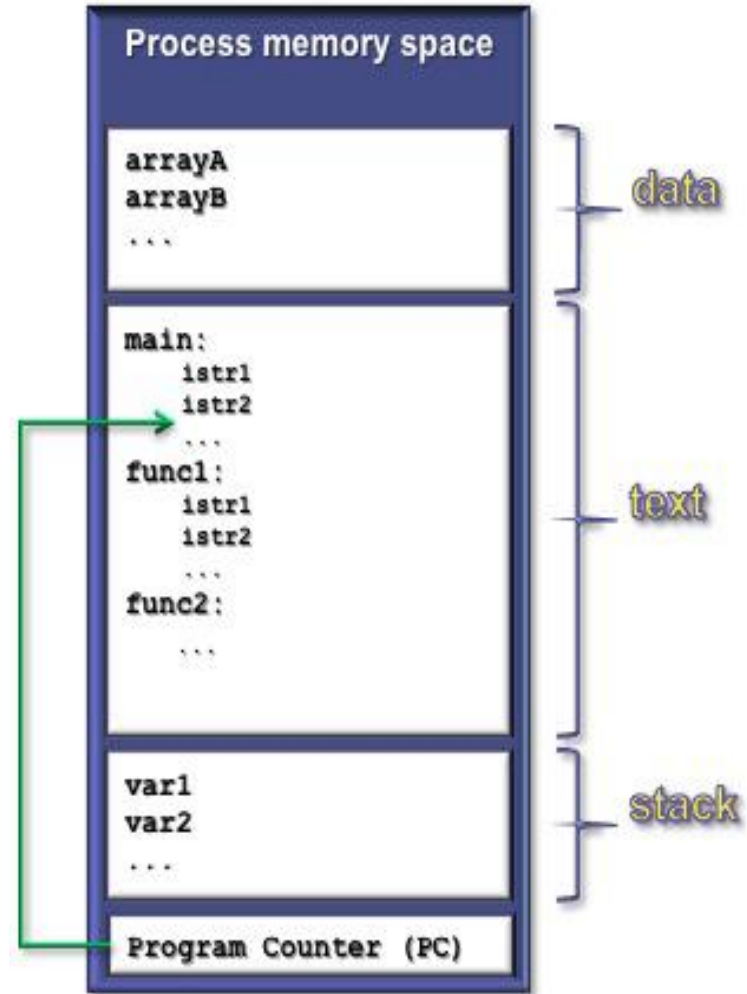 Process memory space
arrayA
arrayB
...
data
main:
istr1
istr2
...
func1:
istr1
istr2
...
func2:
...
text
var1
var2
...
stack
Program Counter (PC)